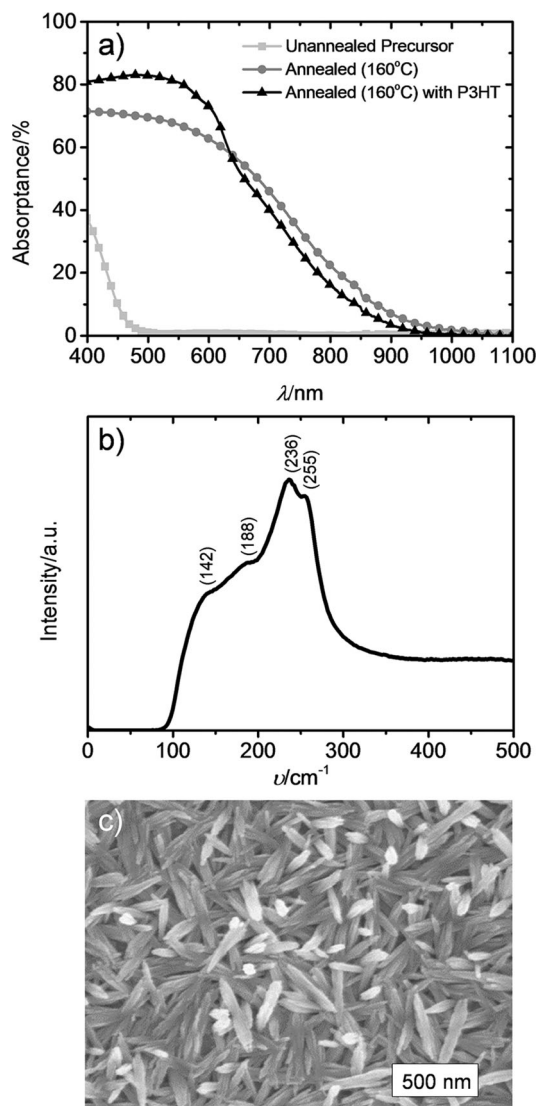 a)
Unannealed Precursor
Annealed (160°C)
Annealed (160°C) with P3HT
Absorptance/%
100
80
60
40
20
0
400 500 600 700 800 900 1000 1100
λ/nm
b)
(142)
(188)
(236)
(255)
Intensity/a.u.
0 100 200 300 400 500
υ/cm⁻¹
c)
500 nm